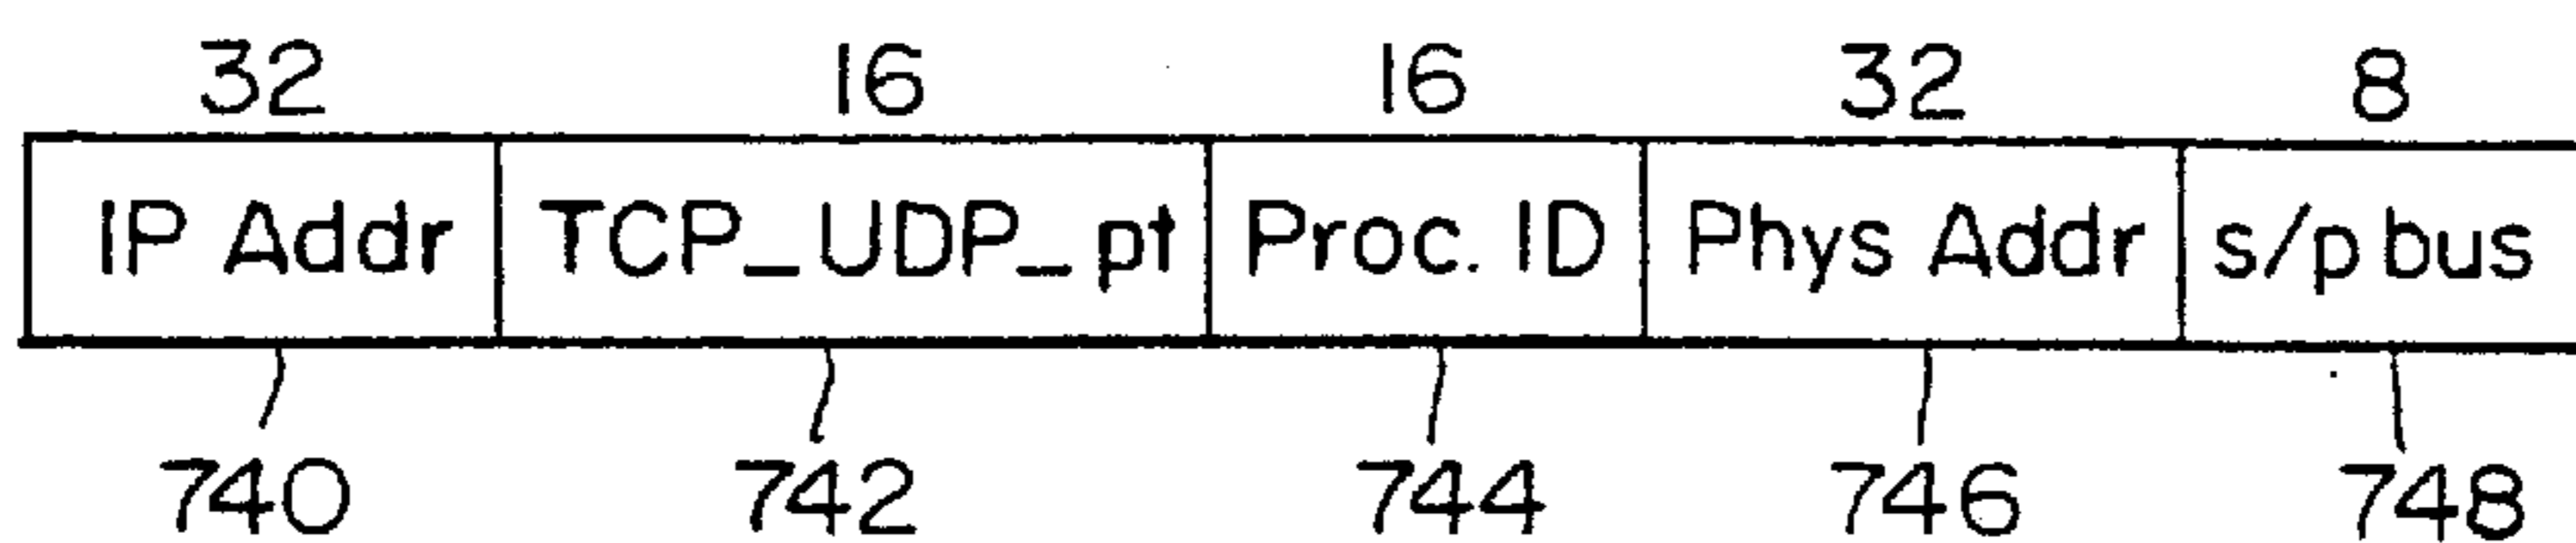 32 16 16 32 8
IP Addr TCP_UDP_pt Proc. ID Phys Addr s/p bus
740 742 744 746 748